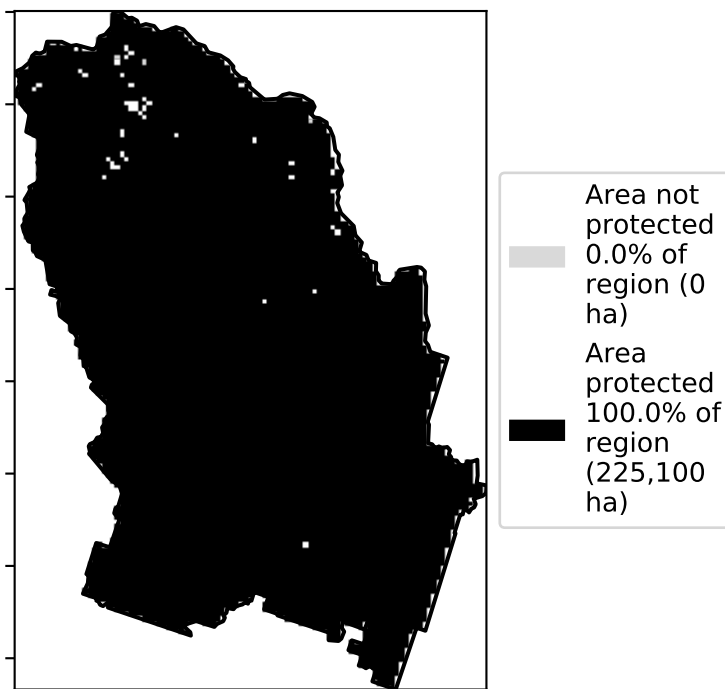 Area not
protected
0.0% of
region (0
ha)
Area
protected
100.0% of
region
(225,100
ha)